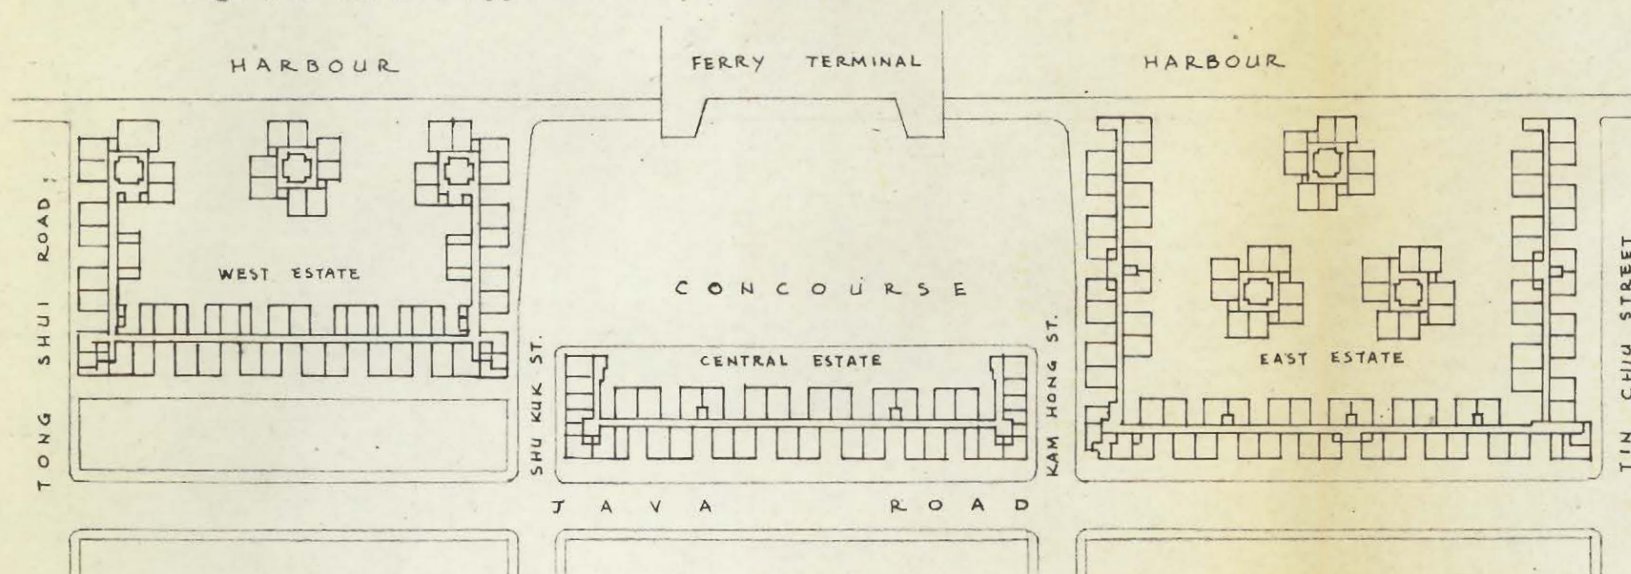 HARBOUR
FERRY TERMINAL
HARBOUR
TONG SHUI ROAD
WEST ESTATE
SHU KUK ST.
CONCOURSE
CENTRAL ESTATE
KAM HONG ST.
EAST ESTATE
TIN CHIU STREET
JAVA ROAD